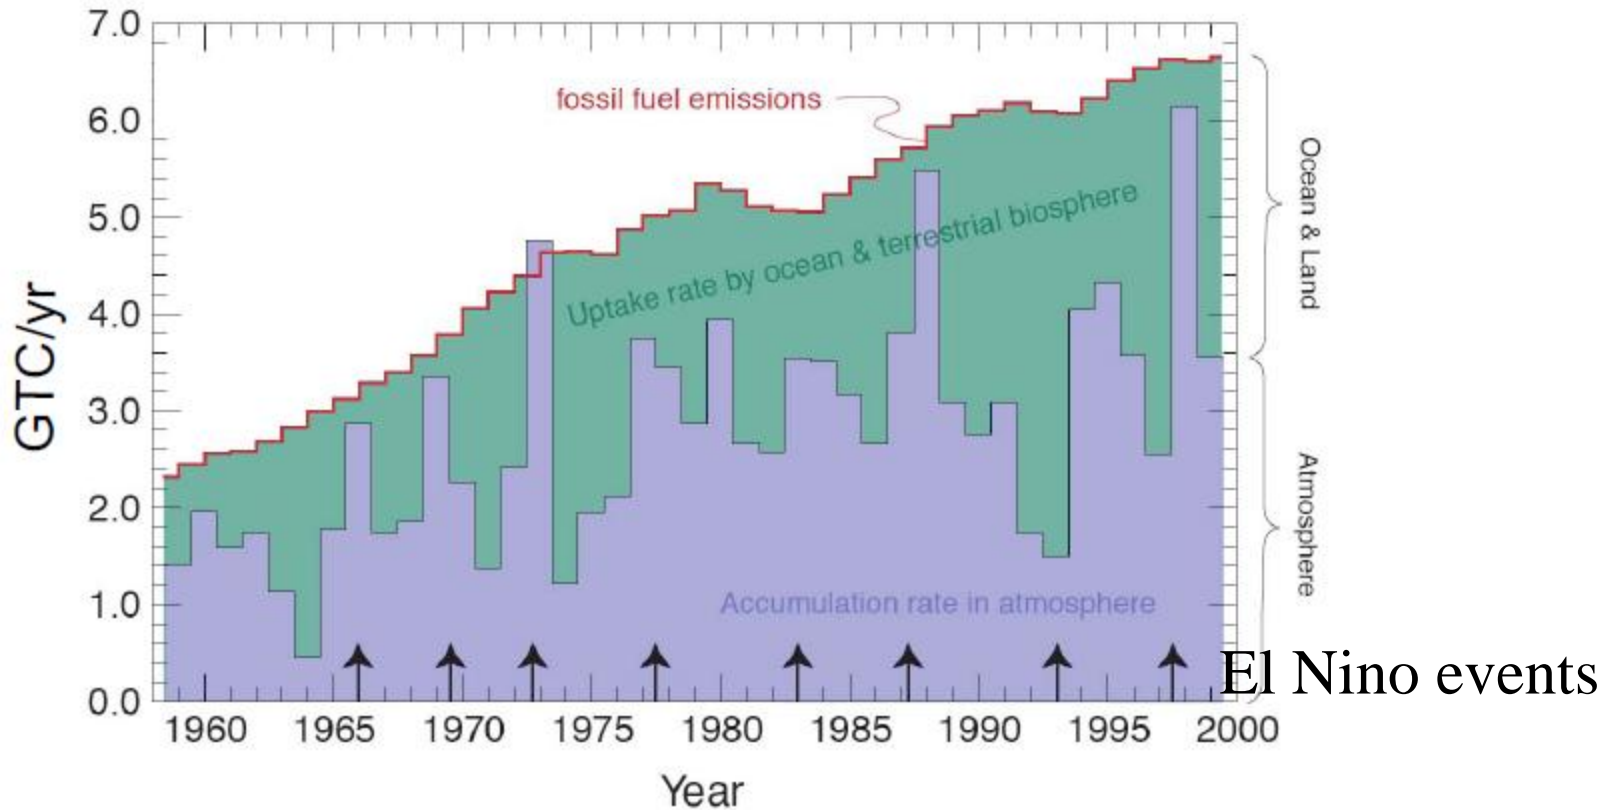 7.0
6.0
5.0
4.0
3.0
2.0
1.0
0.0
GTC/yr
fossil fuel emissions
Uptake rate by ocean & terrestrial biosphere
Accumulation rate in atmosphere
Ocean & Land
Atmosphere
El Nino events
1960 1965 1970 1975 1980 1985 1990 1995 2000
Year